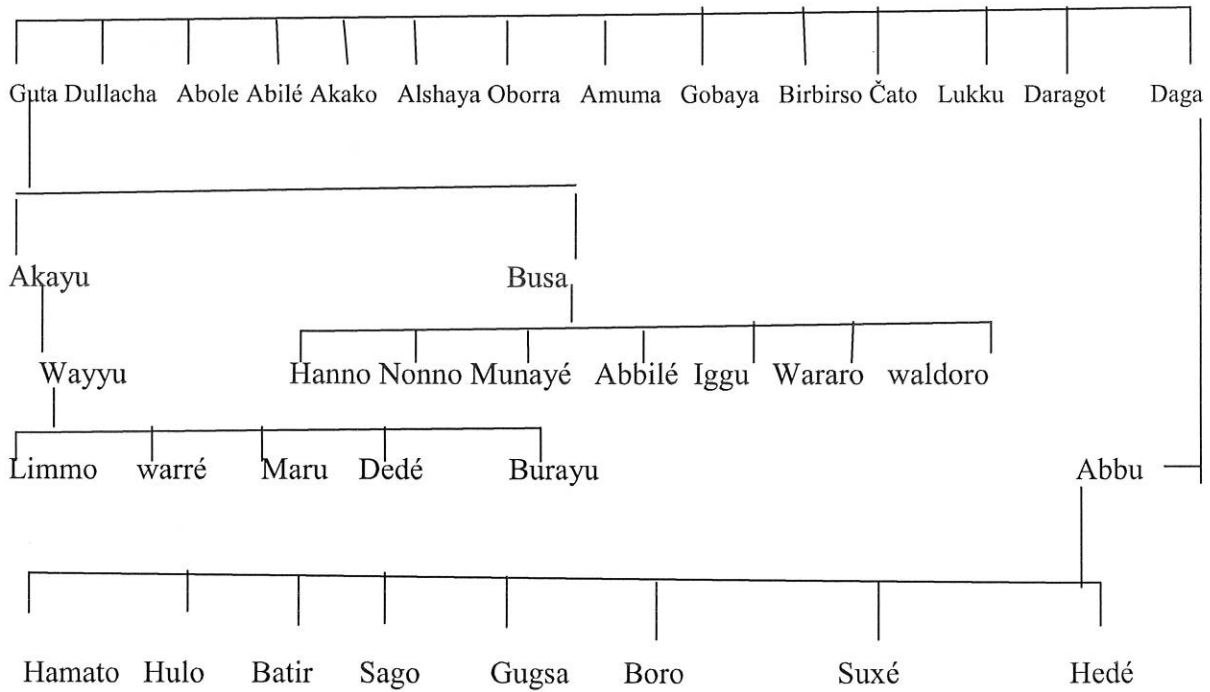 Guta Dullacha Abole Abilé Akako Alshaya Oborra Amuma Gobaya Birbirso Čato Lukku Daragot Daga
Akayu Busa
Wayyu Hanno Nonno Munayé Abbilé Iggu Wararo waldoro
Limmo warré Maru Dedé Burayu Abbu
Hamato Hulo Batir Sago Gugsa Boro Suxé Hedé